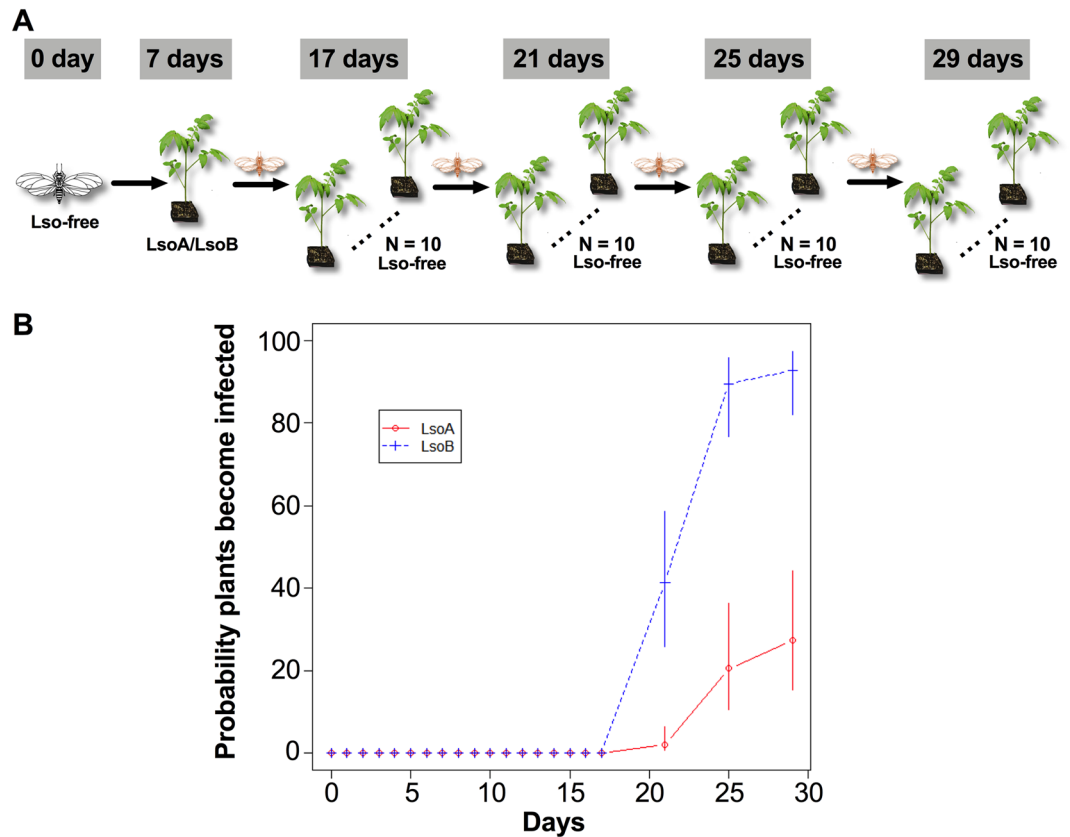 A
0 day
7 days
17 days
21 days
25 days
29 days
Lso-free
LsoA/LsoB
N = 10
Lso-free
N = 10
Lso-free
N = 10
Lso-free
N = 10
Lso-free
B
Probability plants become infected
100
80
60
40
20
0
LsoA
LsoB
0
5
10
15
20
25
30
Days